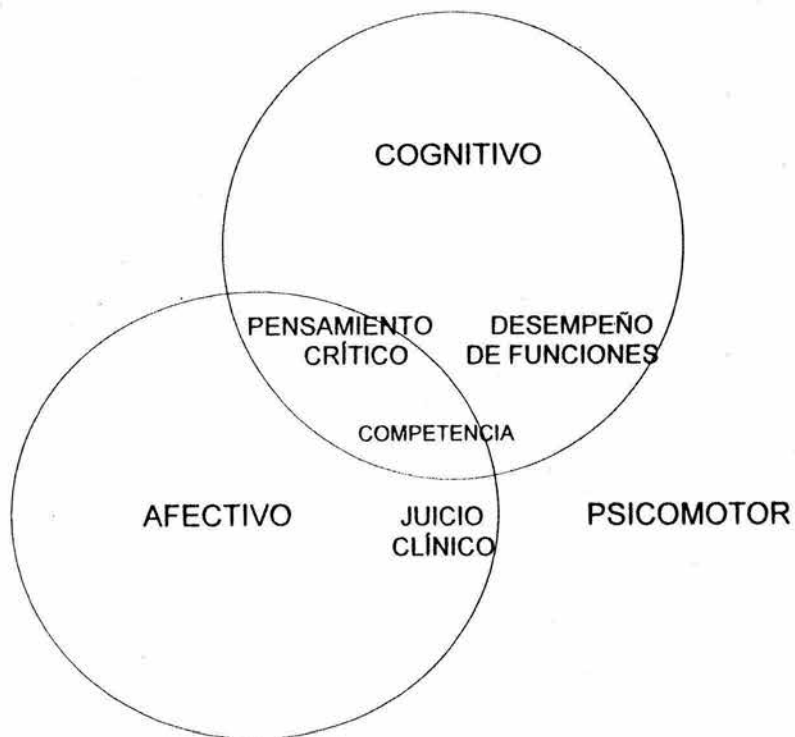 COGNITIVO
PENSAMIENTO
CRÍTICO
DESEMPEÑO
DE FUNCIONES
COMPETENCIA
AFECTIVO
JUICIO
CLÍNICO
PSICOMOTOR